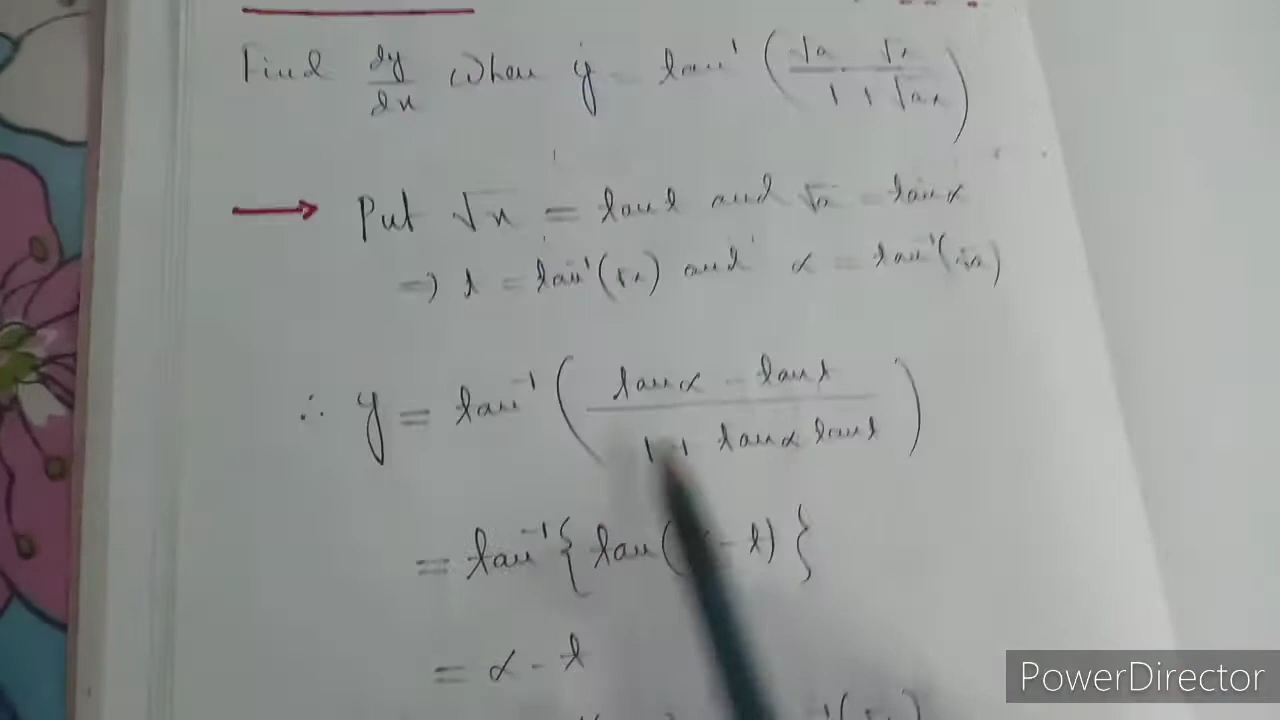 Find dy/dx when y = tan⁻¹ (√a - √x / 1 + √ax)
Put √x = tan t and √a = tan α
=> t = tan⁻¹(√x) and α = tan⁻¹(√a)
∴ y = tan⁻¹ (tan α - tan t / 1 + tan α tan t)
= tan⁻¹ { tan( - t) }
= α - t
PowerDirector